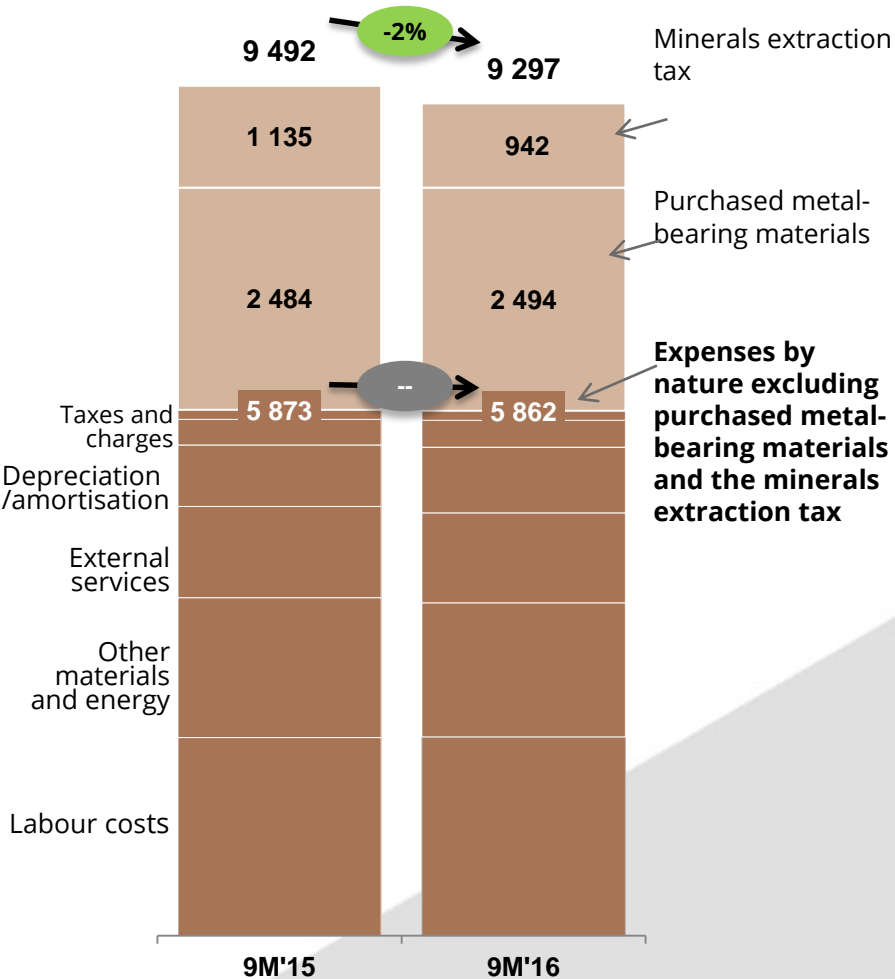 -2%
9 492
9 297
Minerals extraction
tax
1 135
942
Purchased metal-
bearing materials
2 484
2 494
--
Expenses by
nature excluding
purchased metal-
bearing materials
and the minerals
extraction tax
5 873
5 862
Taxes and
charges
Depreciation
/amortisation
External
services
Other
materials
and energy
Labour costs
9M'15
9M'16